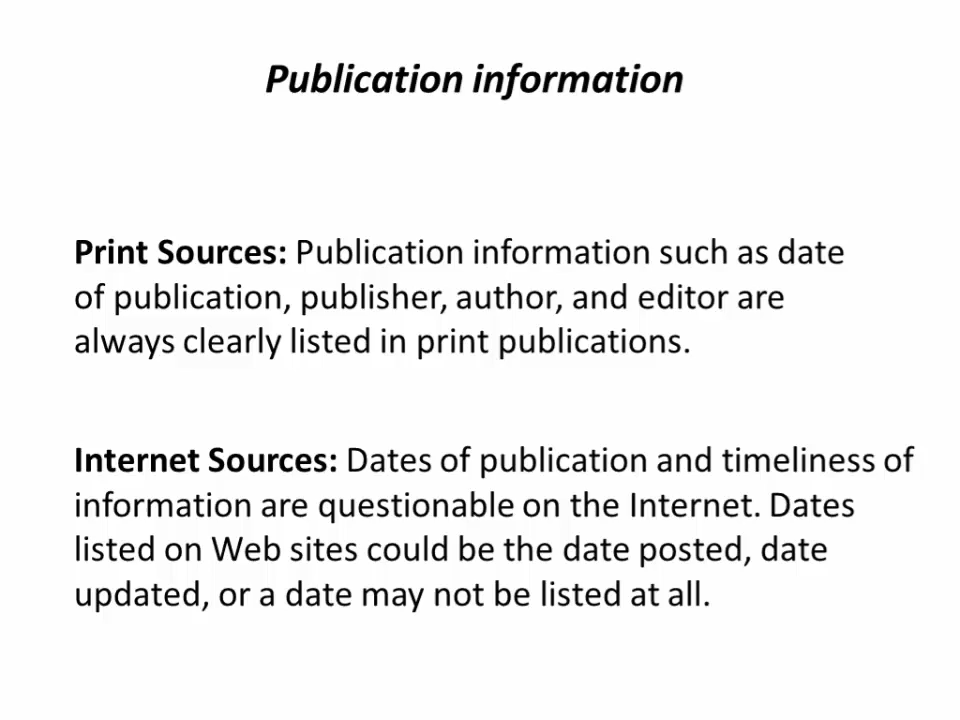 Publication information
Print Sources: Publication information such as date
of publication, publisher, author, and editor are
always clearly listed in print publications.
Internet Sources: Dates of publication and timeliness of
information are questionable on the Internet. Dates
listed on Web sites could be the date posted, date
updated, or a date may not be listed at all.